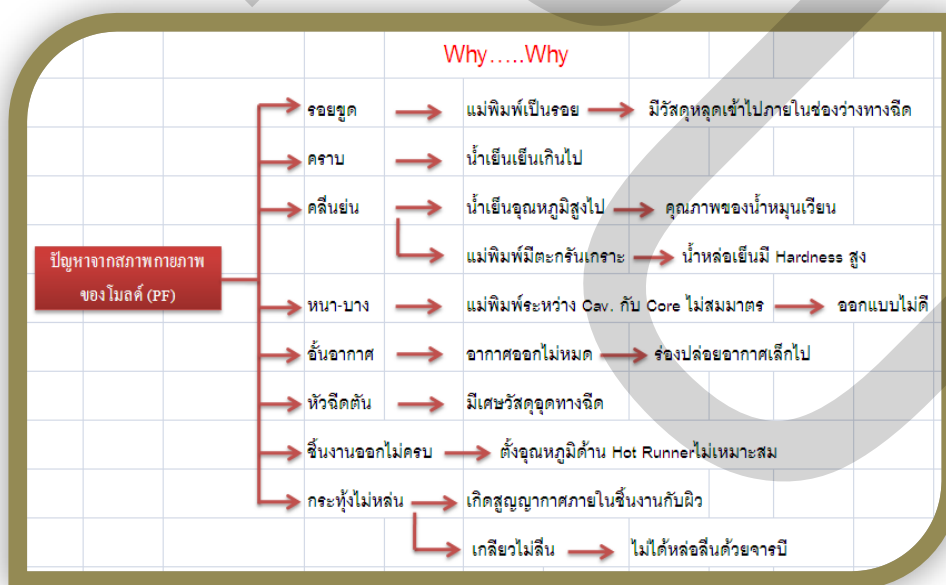 Why.....Why
รอยขูด แม่พิมพ์เป็นรอย มีวัสดุหลุดเข้าไปภายในช่องว่างทางฉีด
คราบ น้ำเย็นเย็นเกินไป
คลื่นย่น น้ำเย็นอุณหภูมิสูงไป คุณภาพของน้ำหมุนเวียน
แม่พิมพ์มีตะกรันเกราะ น้ำหล่อเย็นมี Hardness สูง
ปัญหาจากสภาพกายภาพ
ของโมลด์ (PF)
หนา-บาง แม่พิมพ์ระหว่าง Cav. กับ Core ไม่สมมาตร ออกแบบไม่ดี
อั้นอากาศ อากาศออกไม่หมด ร่องปล่อยอากาศเล็กไป
หัวฉีดตัน มีเศษวัสดุอุดทางฉีด
ชิ้นงานออกไม่ครบ ตั้งอุณหภูมิด้าน Hot Runnerไม่เหมาะสม
กระทุ้งไม่หล่น เกิดสูญญากาศภายในชิ้นงานกับผิว
เกลียวไม่ลื่น ไม่ได้หล่อลื่นด้วยจารบี